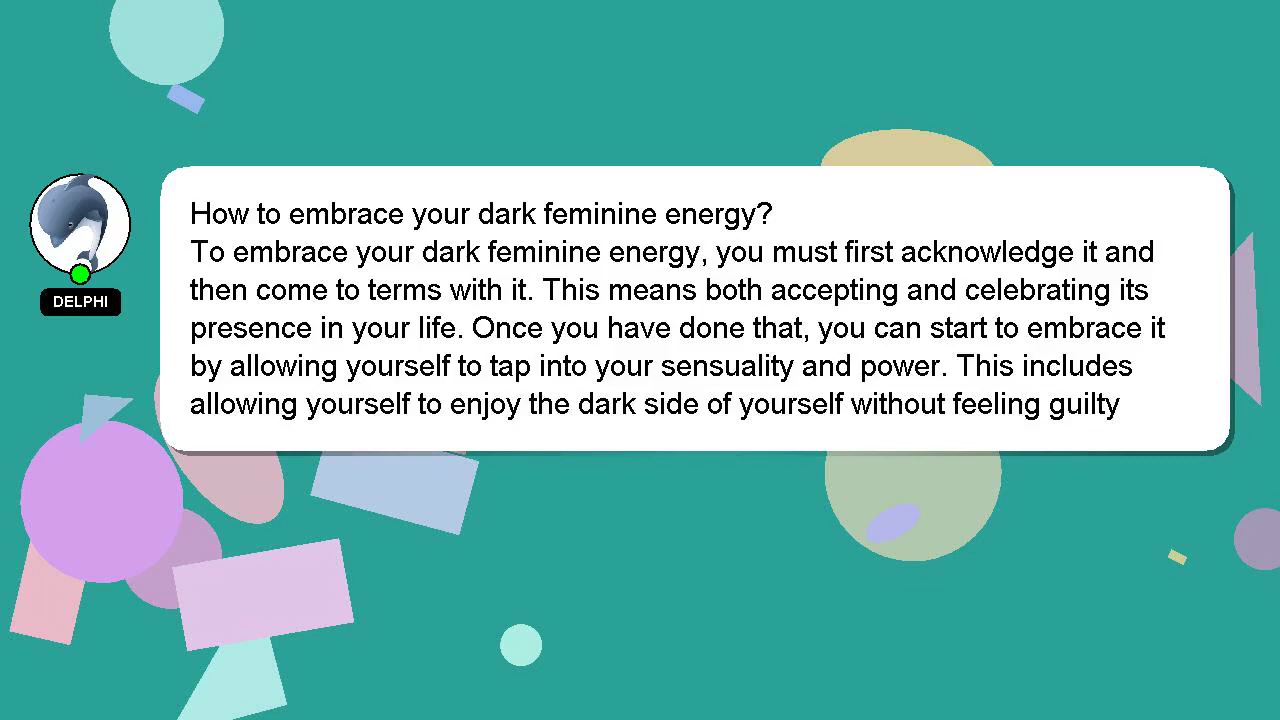 How to embrace your dark feminine energy?
To embrace your dark feminine energy, you must first acknowledge it and
then come to terms with it. This means both accepting and celebrating its
presence in your life. Once you have done that, you can start to embrace it
by allowing yourself to tap into your sensuality and power. This includes
allowing yourself to enjoy the dark side of yourself without feeling guilty
DELPHI